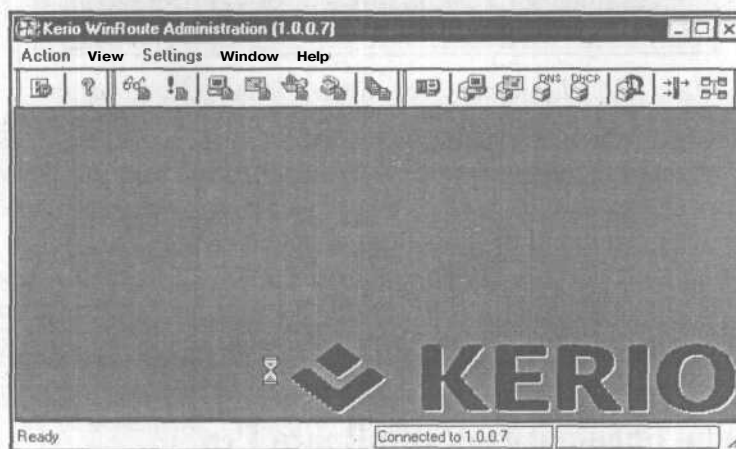 Kerio WinRoute Administration (1.0.0.7)
Action View Settings Window Help
DNS DHCP
KERIO
Ready Connected to 1.0.0.7